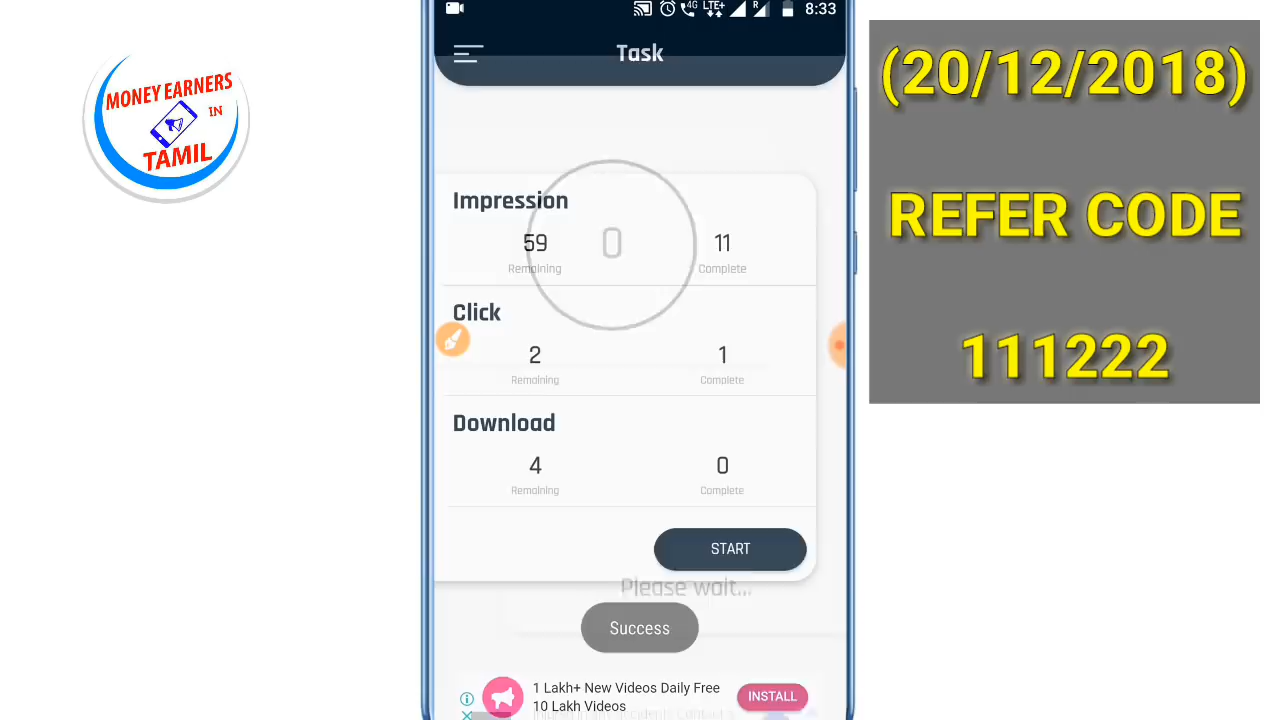 MONEY EARNERS
IN
TAMIL
4G
LTE+
R
8:33
Task
Impression
59
0
11
Remaining
Complete
Click
2
1
Remaining
Complete
Download
4
0
Remaining
Complete
START
Please wait...
Success
1 Lakh+ New Videos Daily Free
10 Lakh Videos
INSTALL
(20/12/2018)
REFER CODE
111222